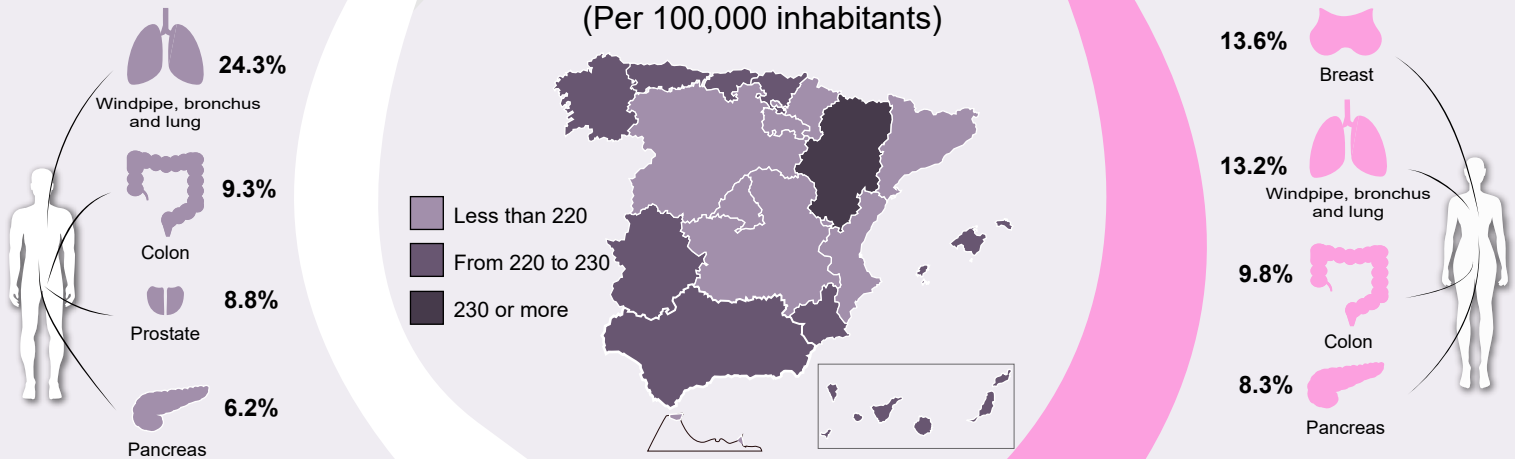 24.3%
Windpipe, bronchus
and lung
9.3%
Colon
8.8%
Prostate
6.2%
Pancreas
(Per 100,000 inhabitants)
Less than 220
From 220 to 230
230 or more
13.6%
Breast
13.2%
Windpipe, bronchus
and lung
9.8%
Colon
8.3%
Pancreas